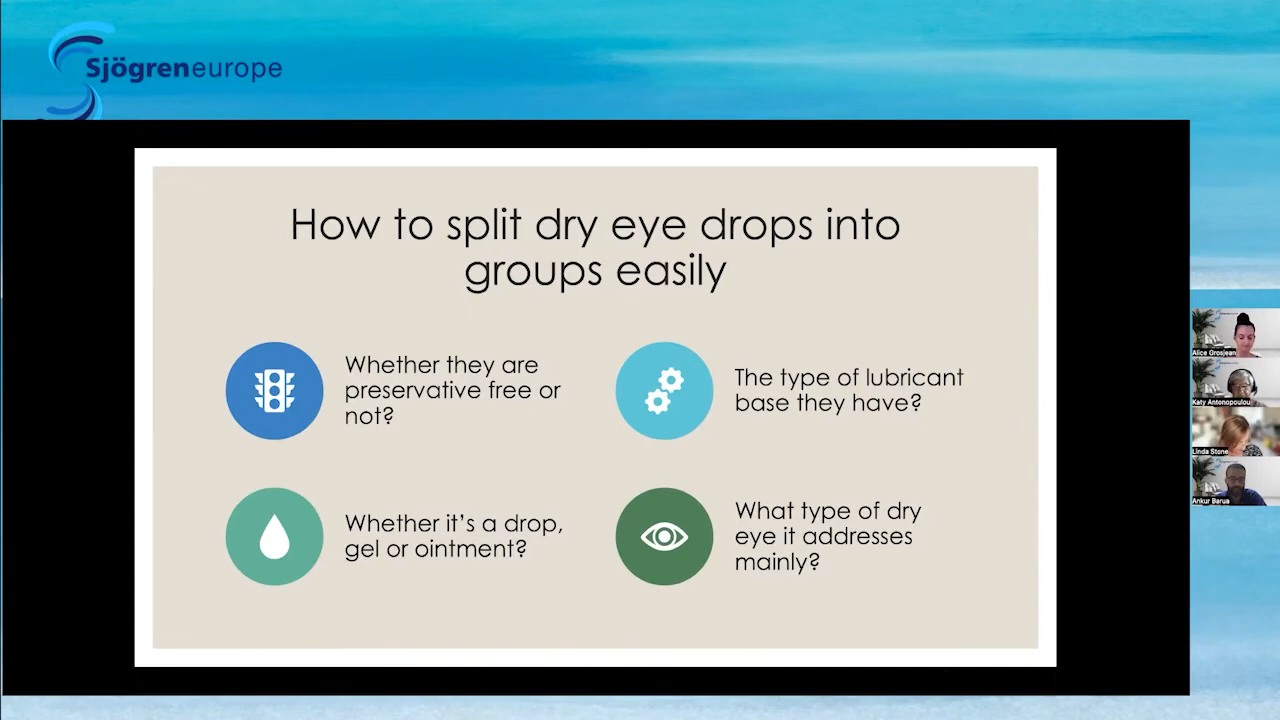 Sjögreneurope
How to split dry eye drops into
groups easily
Whether they are
preservative free or
not?
The type of lubricant
base they have?
Whether it’s a drop,
gel or ointment?
What type of dry
eye it addresses
mainly?
Alice Grosjean
Katy Antonopoulou
Linda Stone
Ankur Barua